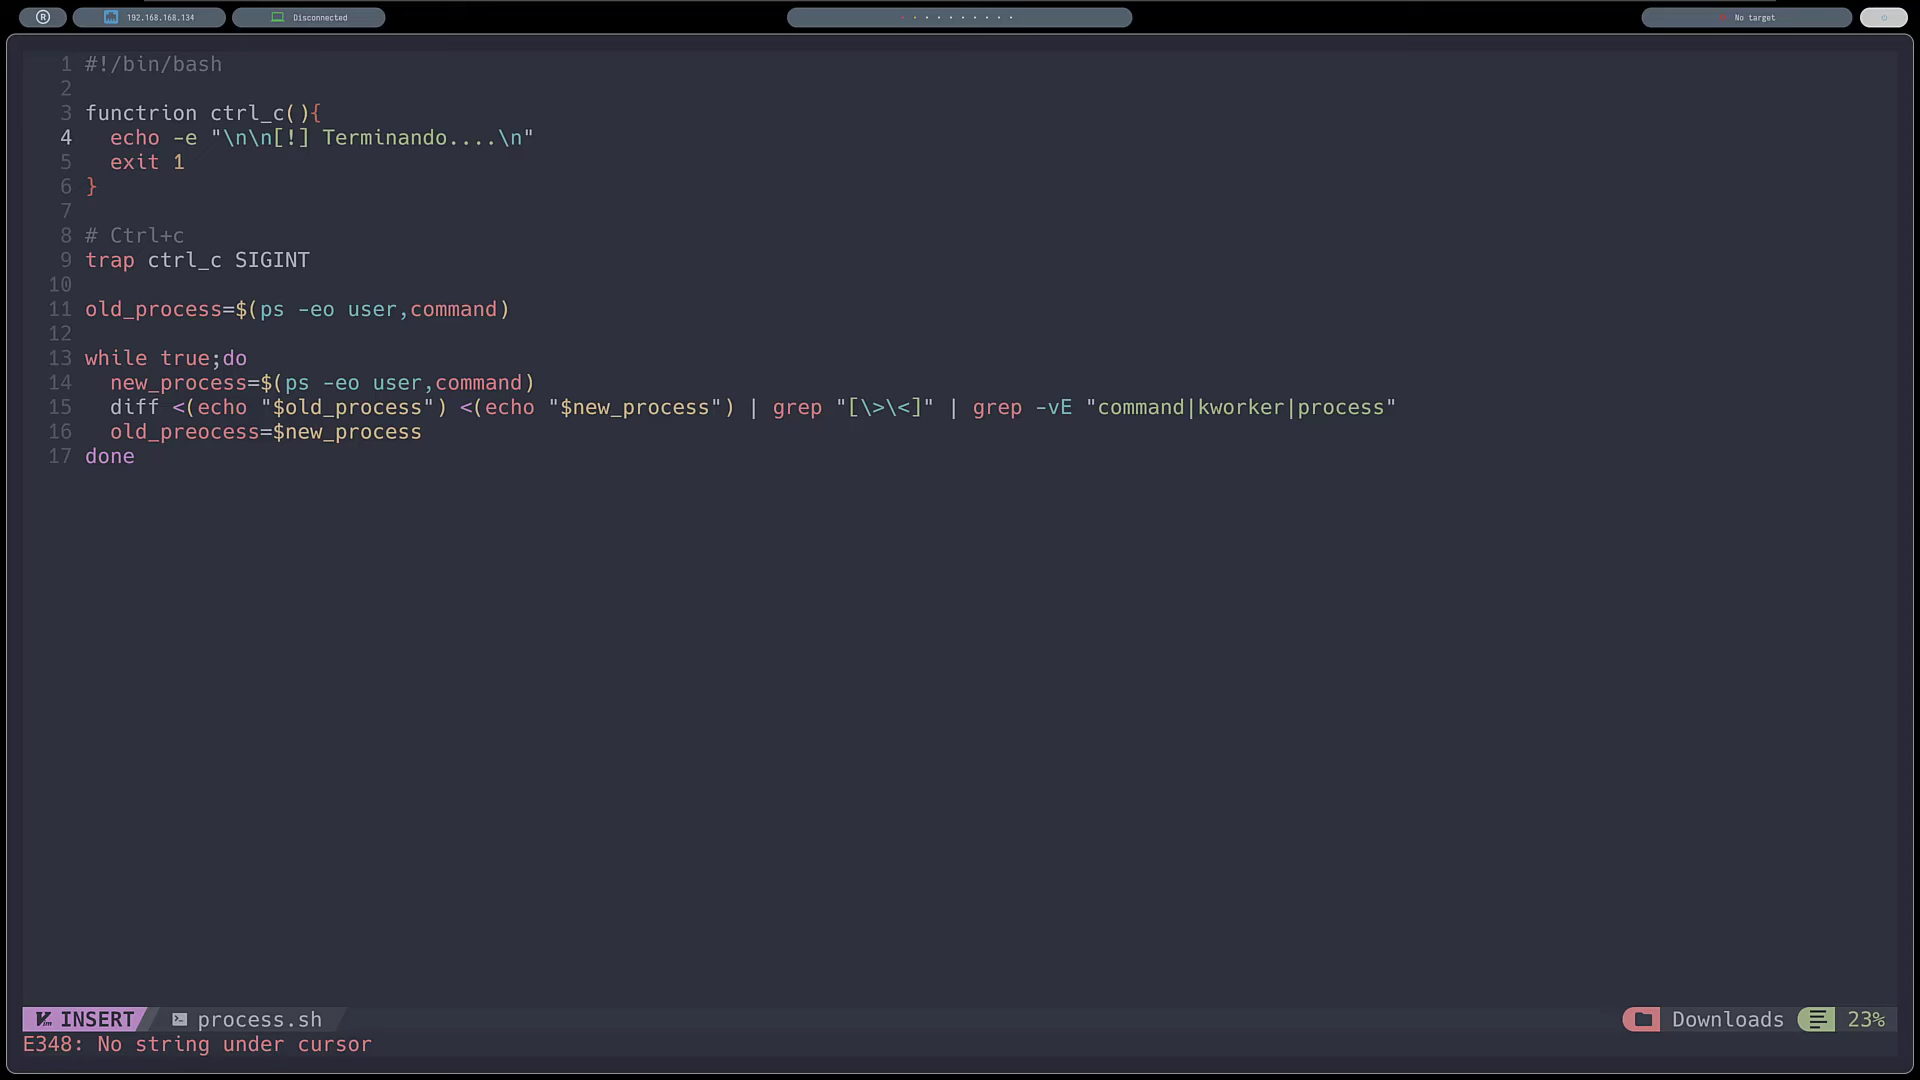 R 192.168.168.134 Disconnected No target
1 #!/bin/bash
2
3 functrion ctrl_c(){
4 echo -e "\n\n[!] Terminando....\n"
5 exit 1
6 }
7
8 # Ctrl+c
9 trap ctrl_c SIGINT
10
11 old_process=$(ps -eo user,command)
12
13 while true;do
14 new_process=$(ps -eo user,command)
15 diff <(echo "$old_process") <(echo "$new_process") | grep "[\>\<]" | grep -vE "command|kworker|process"
16 old_preocess=$new_process
17 done
INSERT process.sh Downloads 23%
E348: No string under cursor